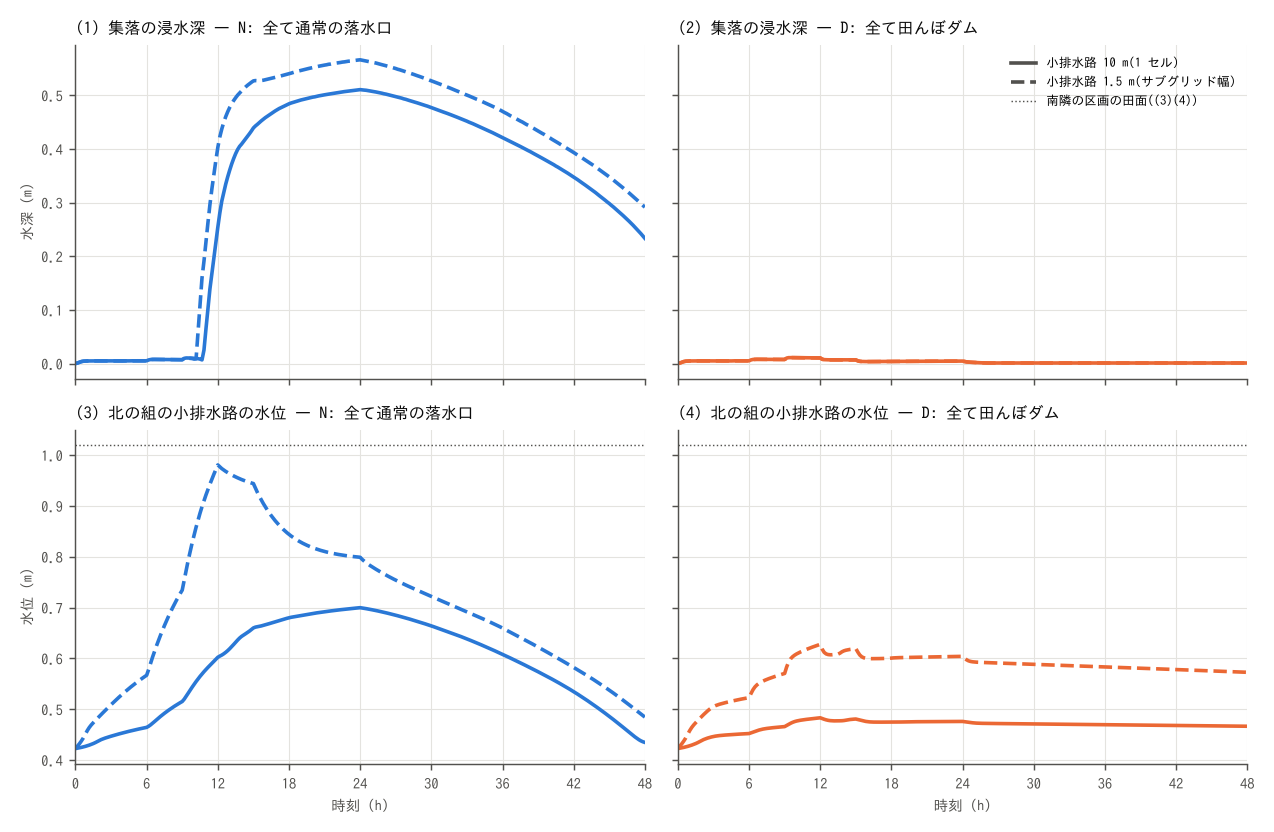 (1) 集落の浸水深 — N: 全て通常の落水口
(2) 集落の浸水深 — D: 全て田んぼダム
小排水路 10 m(1 セル)
小排水路 1.5 m(サブグリッド幅)
南隣の区画の田面((3)(4))
水深 (m)
0.5
0.4
0.3
0.2
0.1
0.0
(3) 北の組の小排水路の水位 — N: 全て通常の落水口
(4) 北の組の小排水路の水位 — D: 全て田んぼダム
水位 (m)
1.0
0.9
0.8
0.7
0.6
0.5
0.4
0 6 12 18 24 30 36 42 48
時刻 (h)
0 6 12 18 24 30 36 42 48
時刻 (h)